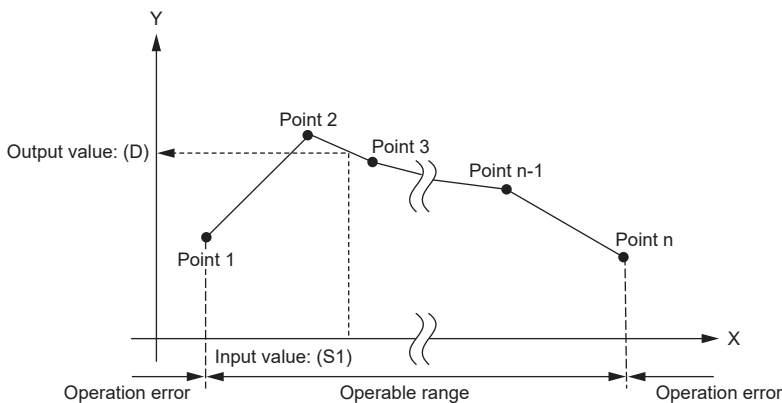 Y
Point 2
Output value: (D)
Point 3
Point n-1
Point 1
Point n
X
Input value: (S1)
Operation error
Operable range
Operation error